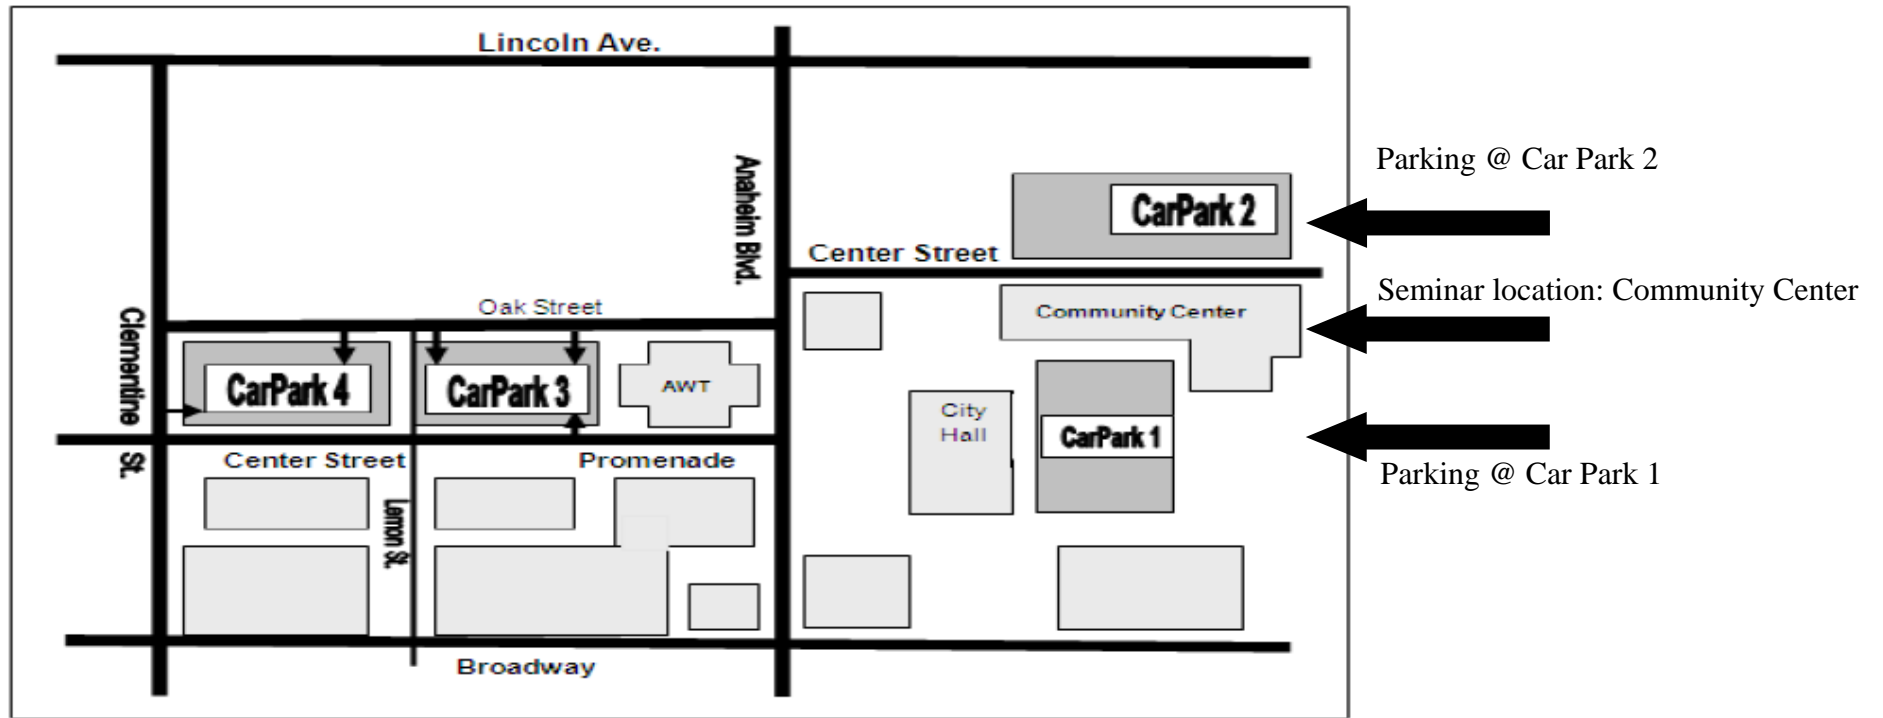 Lincoln Ave.
Parking @ Car Park 2
Anaheim Blvd.
CarPark 2
Center Street
Seminar location: Community Center
Oak Street
Community Center
Clementine St.
CarPark 4
CarPark 3
AWT
City
Hall
CarPark 1
Center Street
Promenade
Parking @ Car Park 1
Lemon St.
Broadway